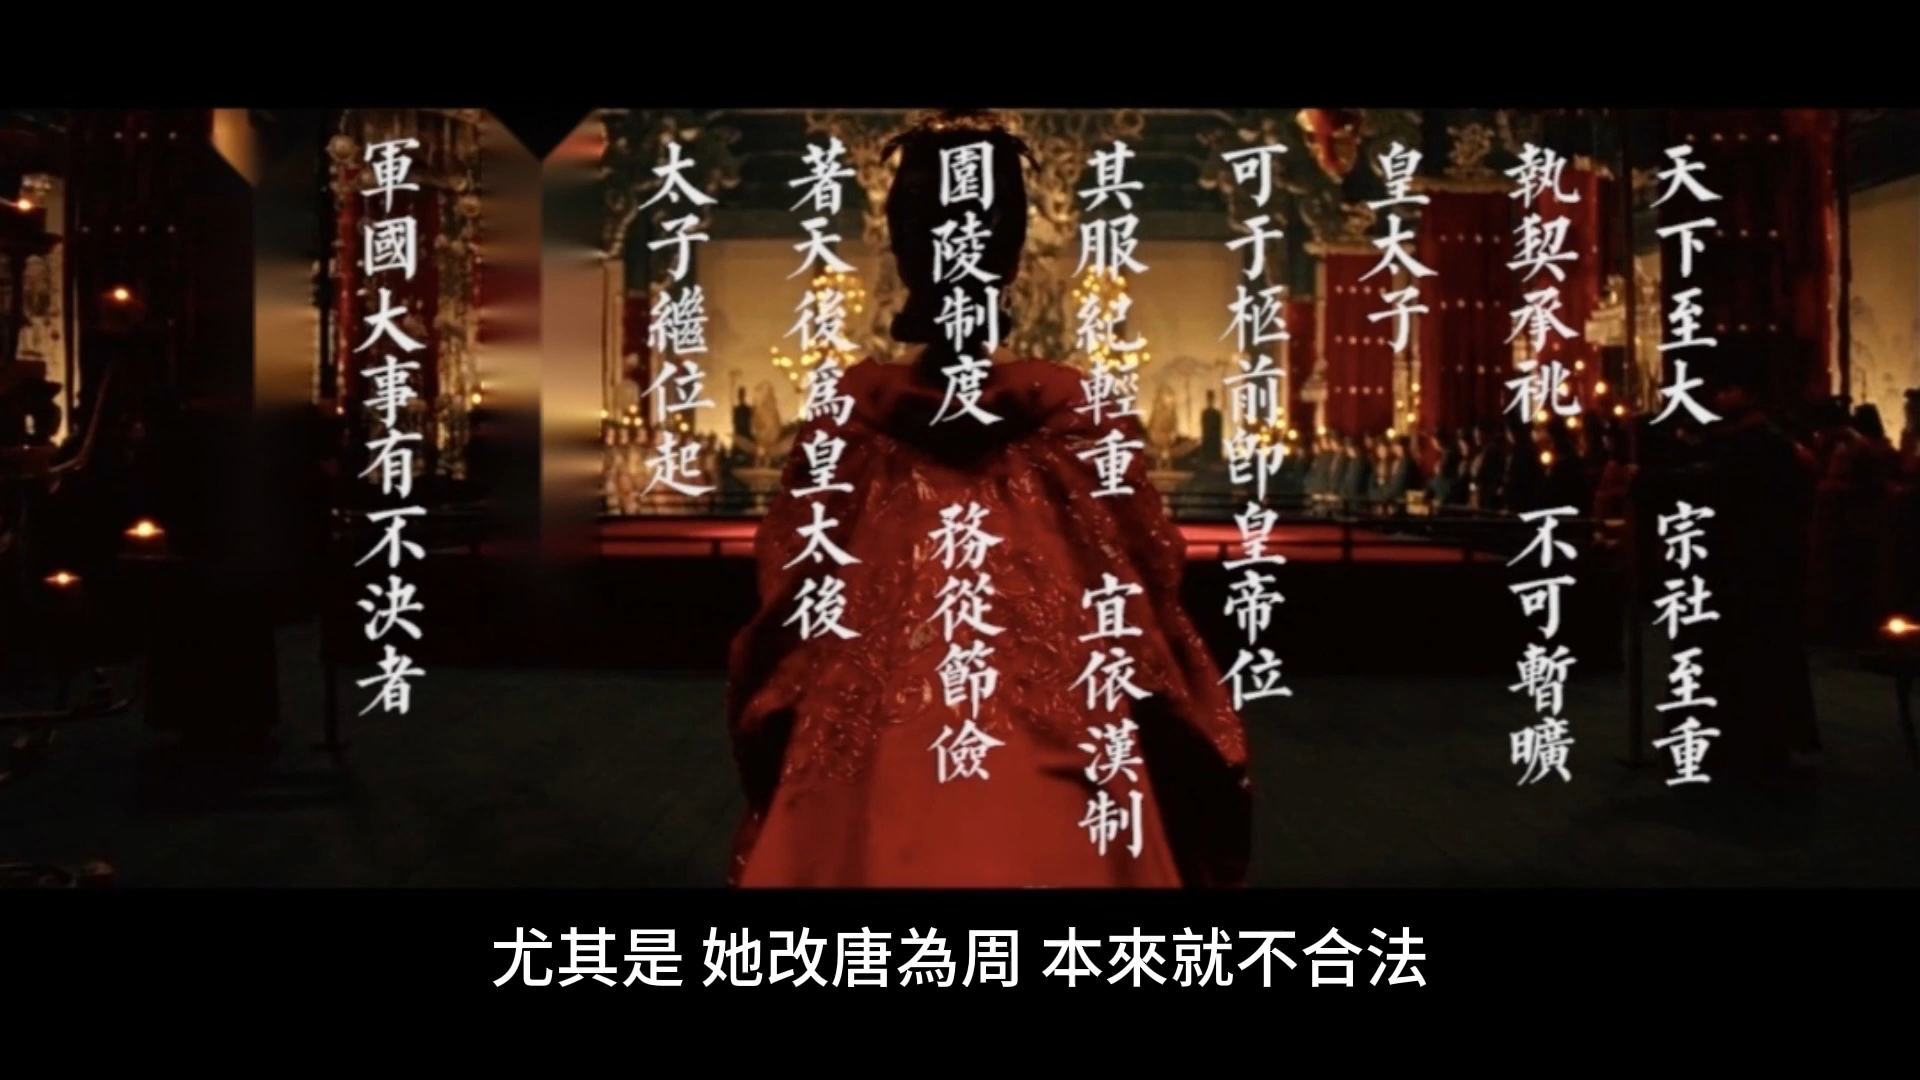 天下至大 宗社至重
執契承祧 不可暫曠
皇太子
可于柩前即皇帝位
其服紀輕重 宜依漢制
園陵制度 務從節儉
著天後爲皇太後
太子繼位起
軍國大事有不決者
尤其是 她改唐為周 本來就不合法